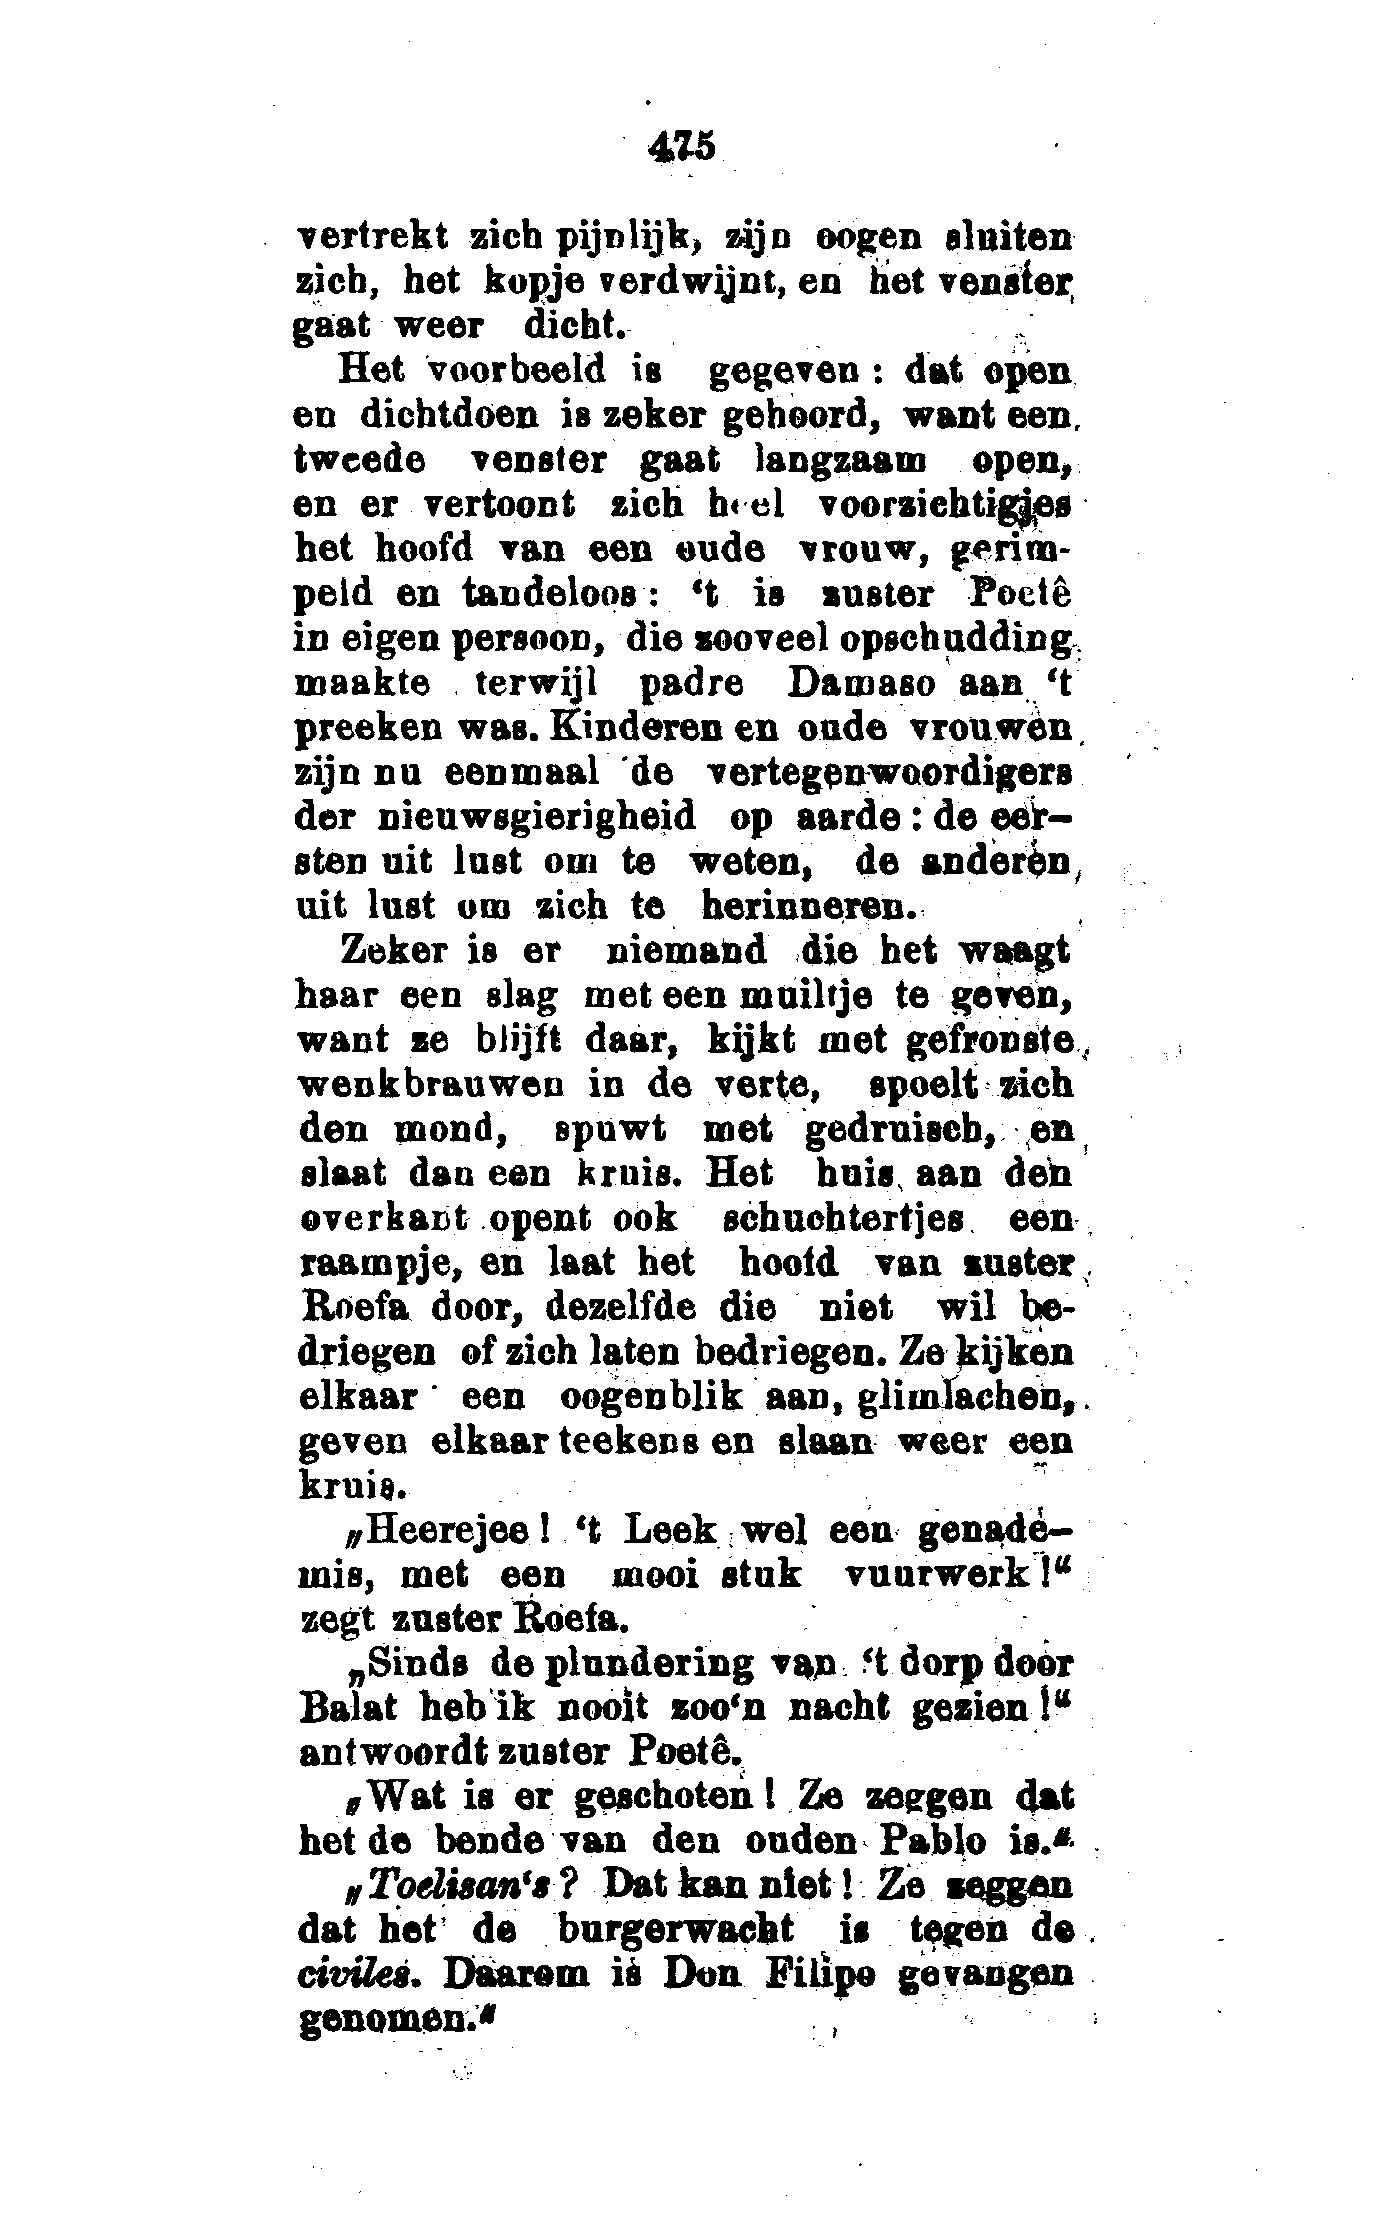 475
vertrekt zich pijnlijk, zijn oogen sluiten
zich, het kopje verdwijnt, en het venster
gaat weer dicht.
Het voorbeeld is gegeven: dat open
en dichtdoen is zeker gehoord, want een
tweede venster gaat langzaam open,
en er vertoont zich heel voorzichtigjes
het hoofd van een oude vrouw, gerim-
peld en tandeloos: ‘t is zuster Poetê
in eigen persoon, die zooveel opschudding
maakte terwijl padre Damaso aan ‘t
preeken was. Kinderen en oude vrouwen
zijn nu eenmaal de vertegenwoordigers
der nieuwsgierigheid op aarde: de eer-
sten uit lust om te weten, de anderen,
uit lust om zich te herinneren.
Zeker is er niemand die het waagt
haar een slag met een muiltje te geven,
want ze blijft daar, kijkt met gefronste
wenkbrauwen in de verte, spoelt zich
den mond, spuwt met gedruisch, en
slaat dan een kruis. Het huis aan den
overkant opent ook schuchtertjes een
raampje, en laat het hoofd van zuster
Roefa door, dezelfde die niet wil be-
driegen of zich laten bedriegen. Ze kijken
elkaar een oogenblik aan, glimlachen,
geven elkaar teekens en slaan weer een
kruis.
„Heerejee! ‘t Leek wel een genade-
mis, met een mooi stuk vuurwerk!“
zegt zuster Roefa.
„Sinds de plundering van ‘t dorp door
Balat heb ik nooit zoo‘n nacht gezien!“
antwoordt zuster Poetê.
„Wat is er geschoten! Ze zeggen dat
het de bende van den ouden Pablo is.“
„Toelisan‘s? Dat kan niet! Ze zeggen
dat het de burgerwacht is tegen de
civiles. Daarom is Don Filipo gevangen
genomen.“